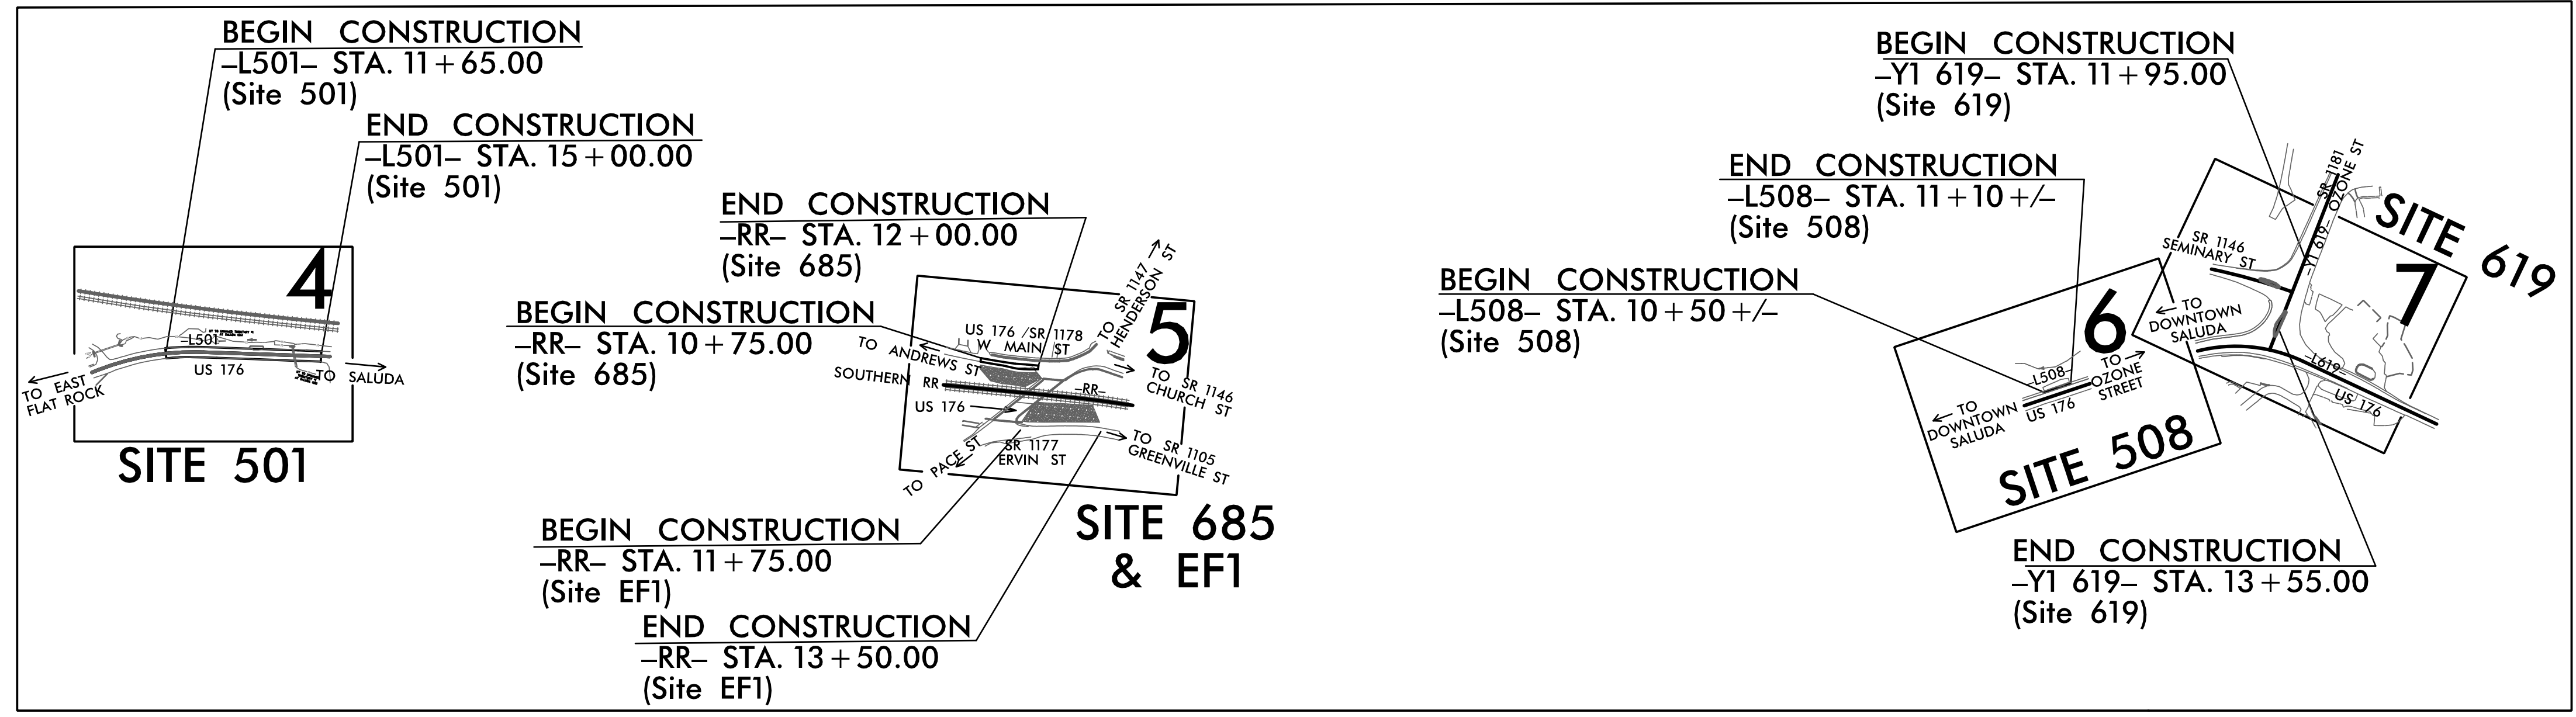 BEGIN CONSTRUCTION
–L501– STA. 11+65.00
(Site 501)
END CONSTRUCTION
–L501– STA. 15+00.00
(Site 501)
4
–L501–
US 176
TO EAST
FLAT ROCK
TO SALUDA
SITE 501
END CONSTRUCTION
–RR– STA. 12+00.00
(Site 685)
BEGIN CONSTRUCTION
–RR– STA. 10+75.00
(Site 685)
5
TO SR 1147
HENDERSON ST
US 176 /SR 1178
W MAIN ST
TO ANDREWS ST
SOUTHERN RR
–RR–
TO SR 1146
CHURCH ST
US 176
SR 1177
ERVIN ST
TO PACE ST
TO SR 1105
GREENVILLE ST
BEGIN CONSTRUCTION
–RR– STA. 11+75.00
(Site EF1)
END CONSTRUCTION
–RR– STA. 13+50.00
(Site EF1)
SITE 685
& EF1
BEGIN CONSTRUCTION
–Y1 619– STA. 11+95.00
(Site 619)
END CONSTRUCTION
–L508– STA. 11+10 +/–
(Site 508)
BEGIN CONSTRUCTION
–L508– STA. 10+50 +/–
(Site 508)
6
–L508–
US 176
TO
OZONE
STREET
TO
DOWNTOWN
SALUDA
SITE 508
SR 1181
OZONE ST
–Y1 619–
SR 1146
SEMINARY ST
TO
DOWNTOWN
SALUDA
7
–L619–
US 176
SITE 619
END CONSTRUCTION
–Y1 619– STA. 13+55.00
(Site 619)